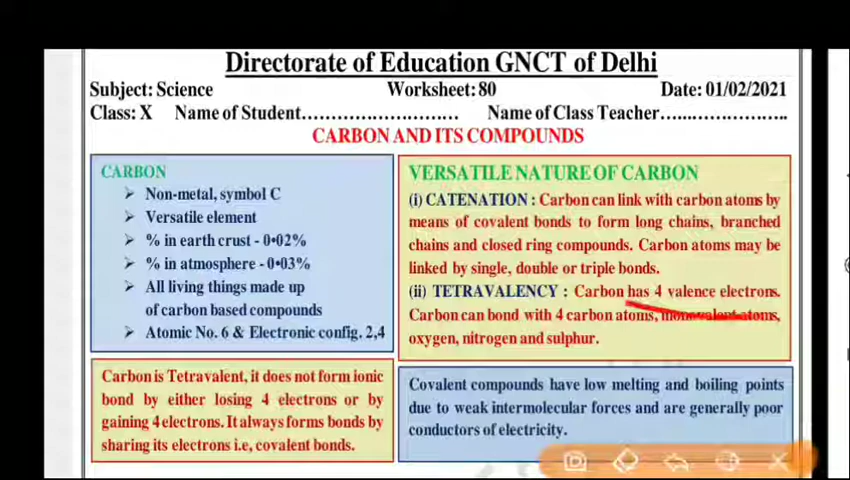 Directorate of Education GNCT of Delhi
Subject: Science Worksheet: 80 Date: 01/02/2021
Class: X Name of Student............................ Name of Class Teacher.........................
CARBON AND ITS COMPOUNDS
CARBON
➢ Non-metal, symbol C
➢ Versatile element
➢ % in earth crust - 0•02%
➢ % in atmosphere - 0•03%
➢ All living things made up
of carbon based compounds
➢ Atomic No. 6 & Electronic config. 2,4
VERSATILE NATURE OF CARBON
(i) CATENATION : Carbon can link with carbon atoms by
means of covalent bonds to form long chains, branched
chains and closed ring compounds. Carbon atoms may be
linked by single, double or triple bonds.
(ii) TETRAVALENCY : Carbon has 4 valence electrons.
Carbon can bond with 4 carbon atoms, monovalent atoms,
oxygen, nitrogen and sulphur.
Carbon is Tetravalent, it does not form ionic
bond by either losing 4 electrons or by
gaining 4 electrons. It always forms bonds by
sharing its electrons i.e, covalent bonds.
Covalent compounds have low melting and boiling points
due to weak intermolecular forces and are generally poor
conductors of electricity.